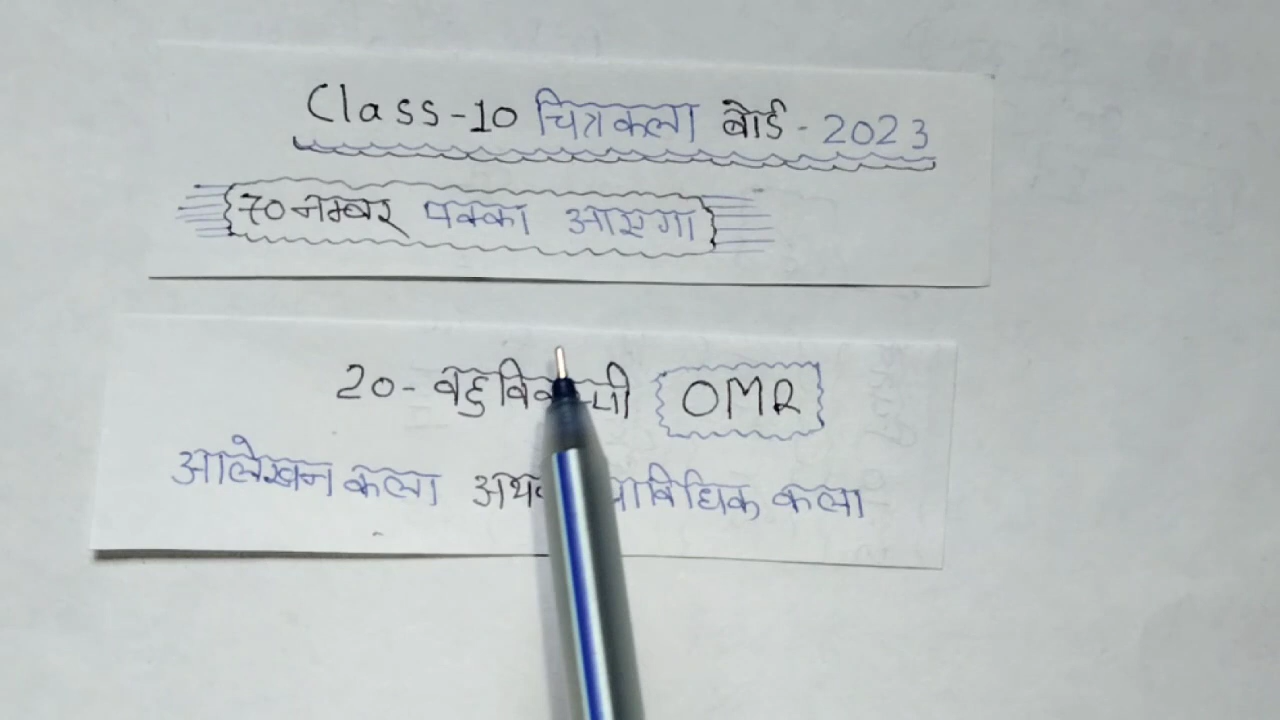 Class-10 चित्रकला बोर्ड - 2023
70 नम्बर पक्का आएगा
20- OMR
आलेखन कला कला